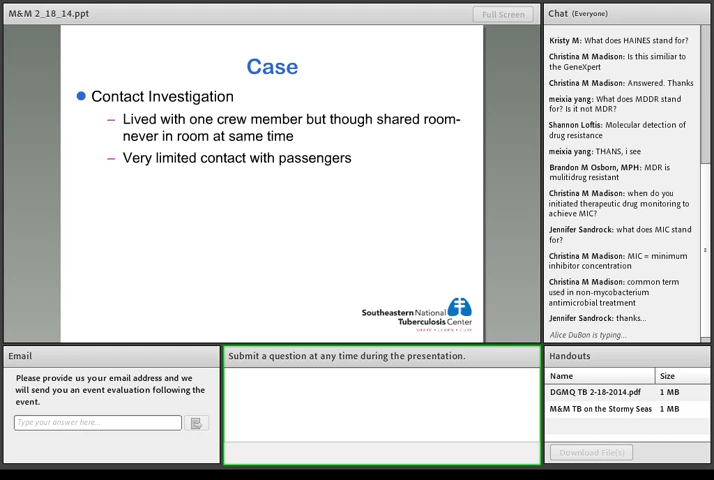 M&M 2_18_14.ppt
Full Screen
Case
Contact Investigation
– Lived with one crew member but though shared room-
never in room at same time
– Very limited contact with passengers
Southeastern National
Tuberculosis Center
Chat (Everyone)
Kristy M: What does HAINES stand for?
Christina M Madison: Is this similiar to
the GeneXpert
Christina M Madison: Answered. Thanks
meixia yang: What does MDDR stand
for? Is it not MDR?
Shannon Loftis: Molecular detection of
drug resistance
meixia yang: THANS, i see
Brandon M Osborn, MPH: MDR is
mulitidrug resistant
Christina M Madison: when do you
initiated therapeutic drug monitoring to
achieve MIC?
Jennifer Sandrock: what does MIC stand
for?
Christina M Madison: MIC = minimum
inhibitor concentration
Christina M Madison: common term
used in non-mycobacterium
antimicrobial treatment
Jennifer Sandrock: thanks...
Alice DuBon is typing...
Email
Please provide us your email address and we
will send you an event evaluation following the
event.
Type your answer here...
Submit a question at any time during the presentation.
Handouts
Name Size
DGMQ TB 2-18-2014.pdf 1 MB
M&M TB on the Stormy Seas 1 MB
Download File(s)